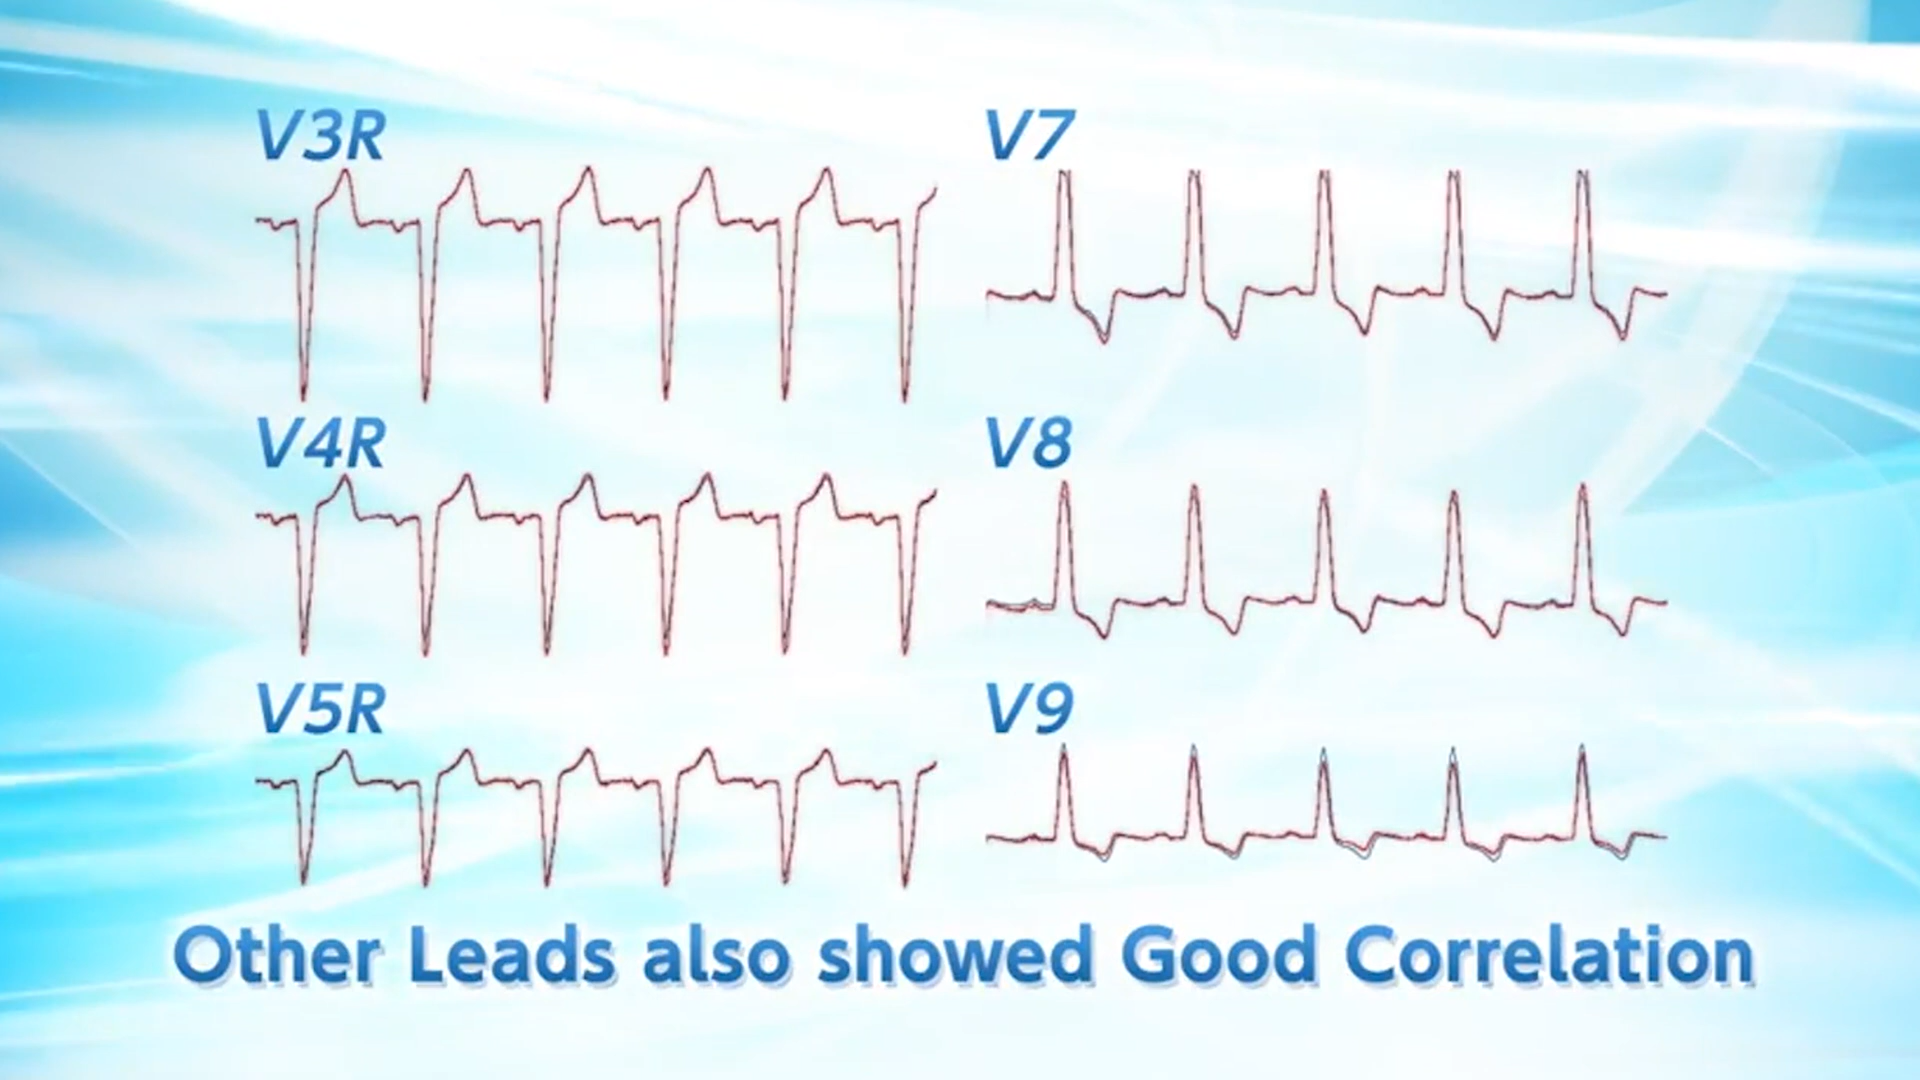 V3R
V7
V4R
V8
V5R
V9
Other Leads also showed Good Correlation